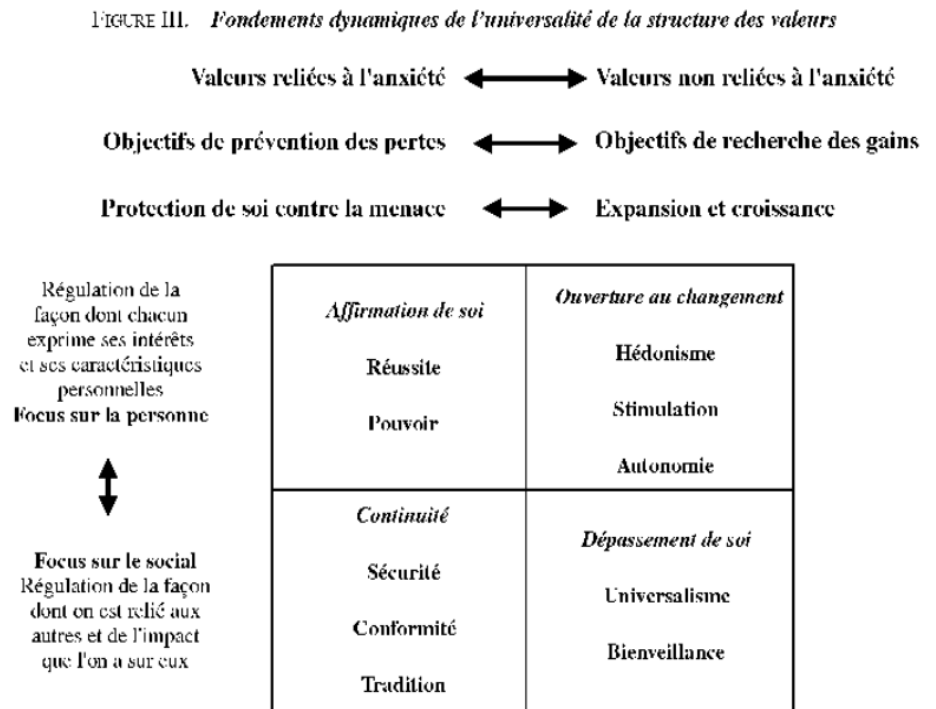 FIGURE III. Fondements dynamiques de l'universalité de la structure des valeurs
Valeurs reliées à l'anxiété Valeurs non reliées à l'anxiété
Objectifs de prévention des pertes Objectifs de recherche des gains
Protection de soi contre la menace Expansion et croissance
Régulation de la
façon dont chacun
exprime ses intérêts
et ses caractéristiques
personnelles
Focus sur la personne
Affirmation de soi
Réussite
Pouvoir
Ouverture au changement
Hédonisme
Stimulation
Autonomie
Focus sur le social
Régulation de la façon
dont on est relié aux
autres et de l'impact
que l'on a sur eux
Continuité
Sécurité
Conformité
Tradition
Dépassement de soi
Universalisme
Bienveillance